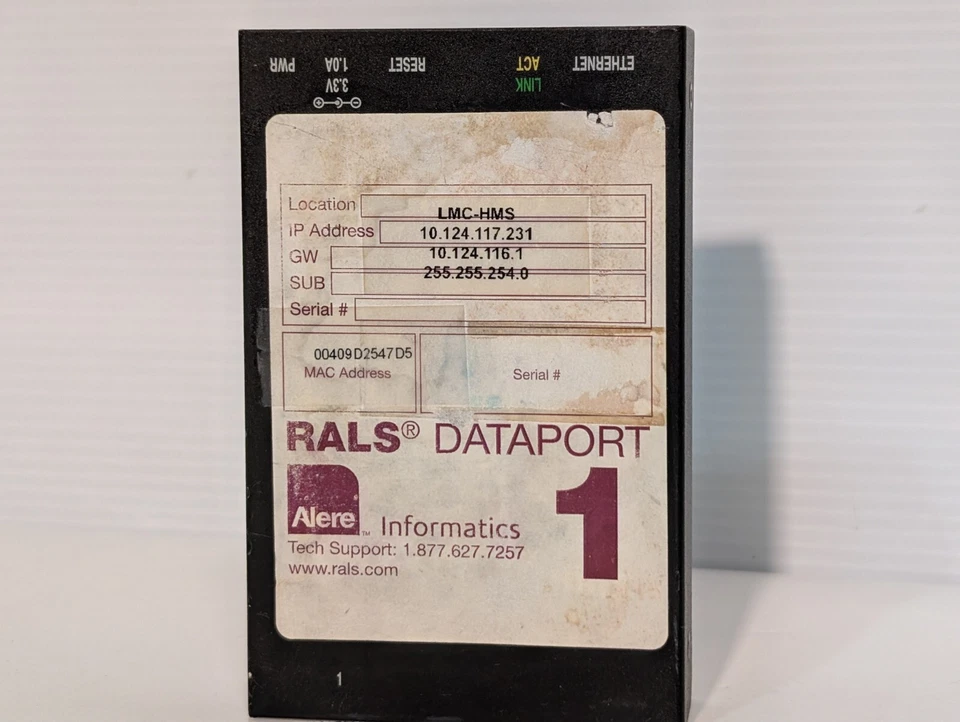 PWR
3.3V
1.0A
RESET
LINK
ACT
ETHERNET
Location LMC-HMS
IP Address 10.124.117.231
GW 10.124.116.1
SUB 255.255.254.0
Serial #
00409D2547D5
MAC Address
Serial #
RALS® DATAPORT
Alere™ Informatics
1
Tech Support: 1.877.627.7257
www.rals.com
1